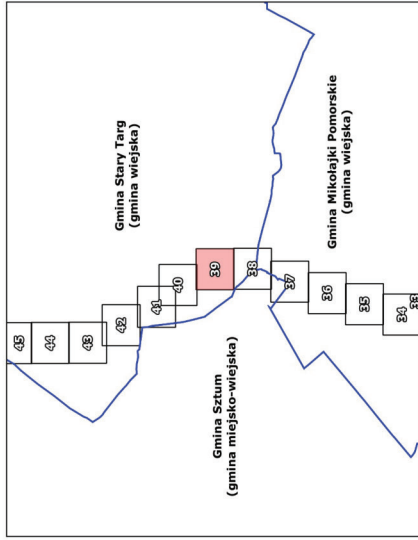 Gmina Stary Targ
(gmina wiejska)
Gmina Mikołajki Pomorskie
(gmina wiejska)
Gmina Sztum
(gmina miejsko-wiejska)
45
44
43
42
41
40
39
38
37
36
35
34
33